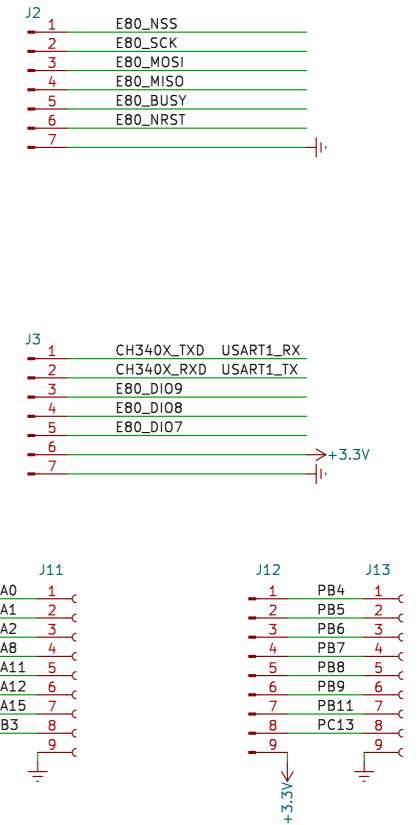 J2
1 E80_NSS
2 E80_SCK
3 E80_MOSI
4 E80_MISO
5 E80_BUSY
6 E80_NRST
7
J3
1 CH340X_TXD USART1_RX
2 CH340X_RXD USART1_TX
3 E80_DIO9
4 E80_DIO8
5 E80_DIO7
6 +3.3V
7
J11 J12 J13
A0 1 1 PB4 1
A1 2 2 PB5 2
A2 3 3 PB6 3
A8 4 4 PB7 4
A11 5 5 PB8 5
A12 6 6 PB9 6
A15 7 7 PB11 7
B3 8 8 PC13 8
9 9 9
+3.3V